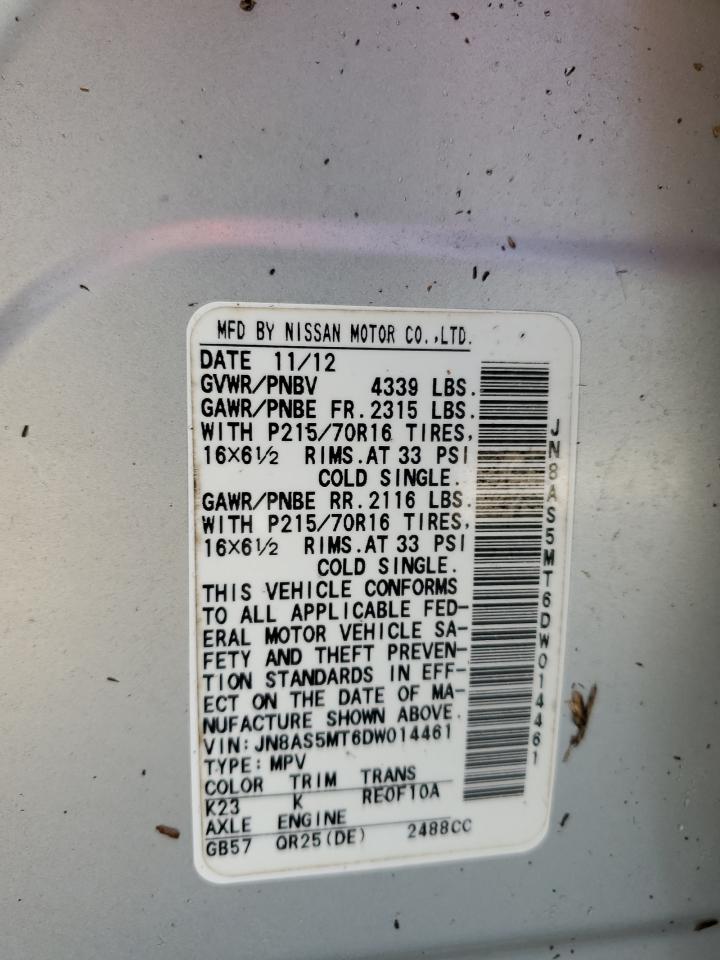 MFD BY NISSAN MOTOR CO.,LTD.
DATE 11/12
GVWR/PNBV 4339 LBS.
GAWR/PNBE FR.2315 LBS.
WITH P215/70R16 TIRES,
16X6½ RIMS.AT 33 PSI
COLD SINGLE.
GAWR/PNBE RR.2116 LBS.
WITH P215/70R16 TIRES,
16X6½ RIMS.AT 33 PSI
COLD SINGLE.
THIS VEHICLE CONFORMS
TO ALL APPLICABLE FED-
ERAL MOTOR VEHICLE SA-
FETY AND THEFT PREVEN-
TION STANDARDS IN EFF-
ECT ON THE DATE OF MA-
NUFACTURE SHOWN ABOVE.
VIN:JN8AS5MT6DW014461
TYPE:MPV
COLOR TRIM TRANS
K23 K RE0F10A
AXLE ENGINE
GB57 QR25(DE) 2488CC
JN8AS5MT6DW014461